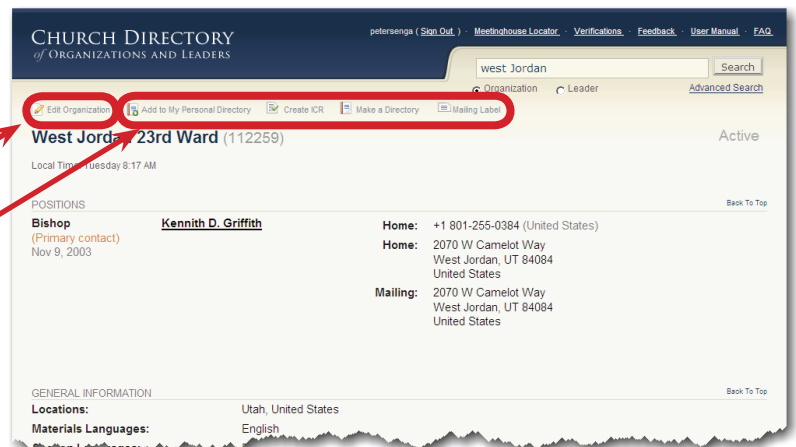 CHURCH DIRECTORY
of ORGANIZATIONS AND LEADERS
petersenga ( Sign Out ) · Meetinghouse Locator · Verifications · Feedback · User Manual · FAQ
west Jordan Search
Organization Leader Advanced Search
Edit Organization Add to My Personal Directory Create ICR Make a Directory Mailing Label
West Jordan 23rd Ward (112259) Active
Local Time: Tuesday 8:17 AM
POSITIONS Back To Top
Bishop Kennith D. Griffith Home: +1 801-255-0384 (United States)
(Primary contact) Home: 2070 W Camelot Way
Nov 9, 2003 West Jordan, UT 84084
United States
Mailing: 2070 W Camelot Way
West Jordan, UT 84084
United States
GENERAL INFORMATION Back To Top
Locations: Utah, United States
Materials Languages: English